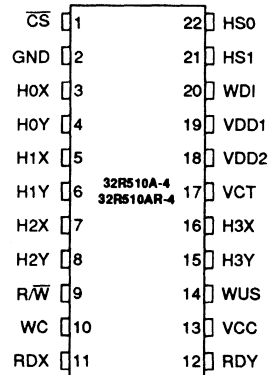 C̅S̅ 1 22 HS0
GND 2 21 HS1
H0X 3 20 WDI
H0Y 4 19 VDD1
H1X 5 18 VDD2
32R510A-4
H1Y 6 17 VCT
32R510AR-4
H2X 7 16 H3X
H2Y 8 15 H3Y
R/W̅ 9 14 WUS
WC 10 13 VCC
RDX 11 12 RDY